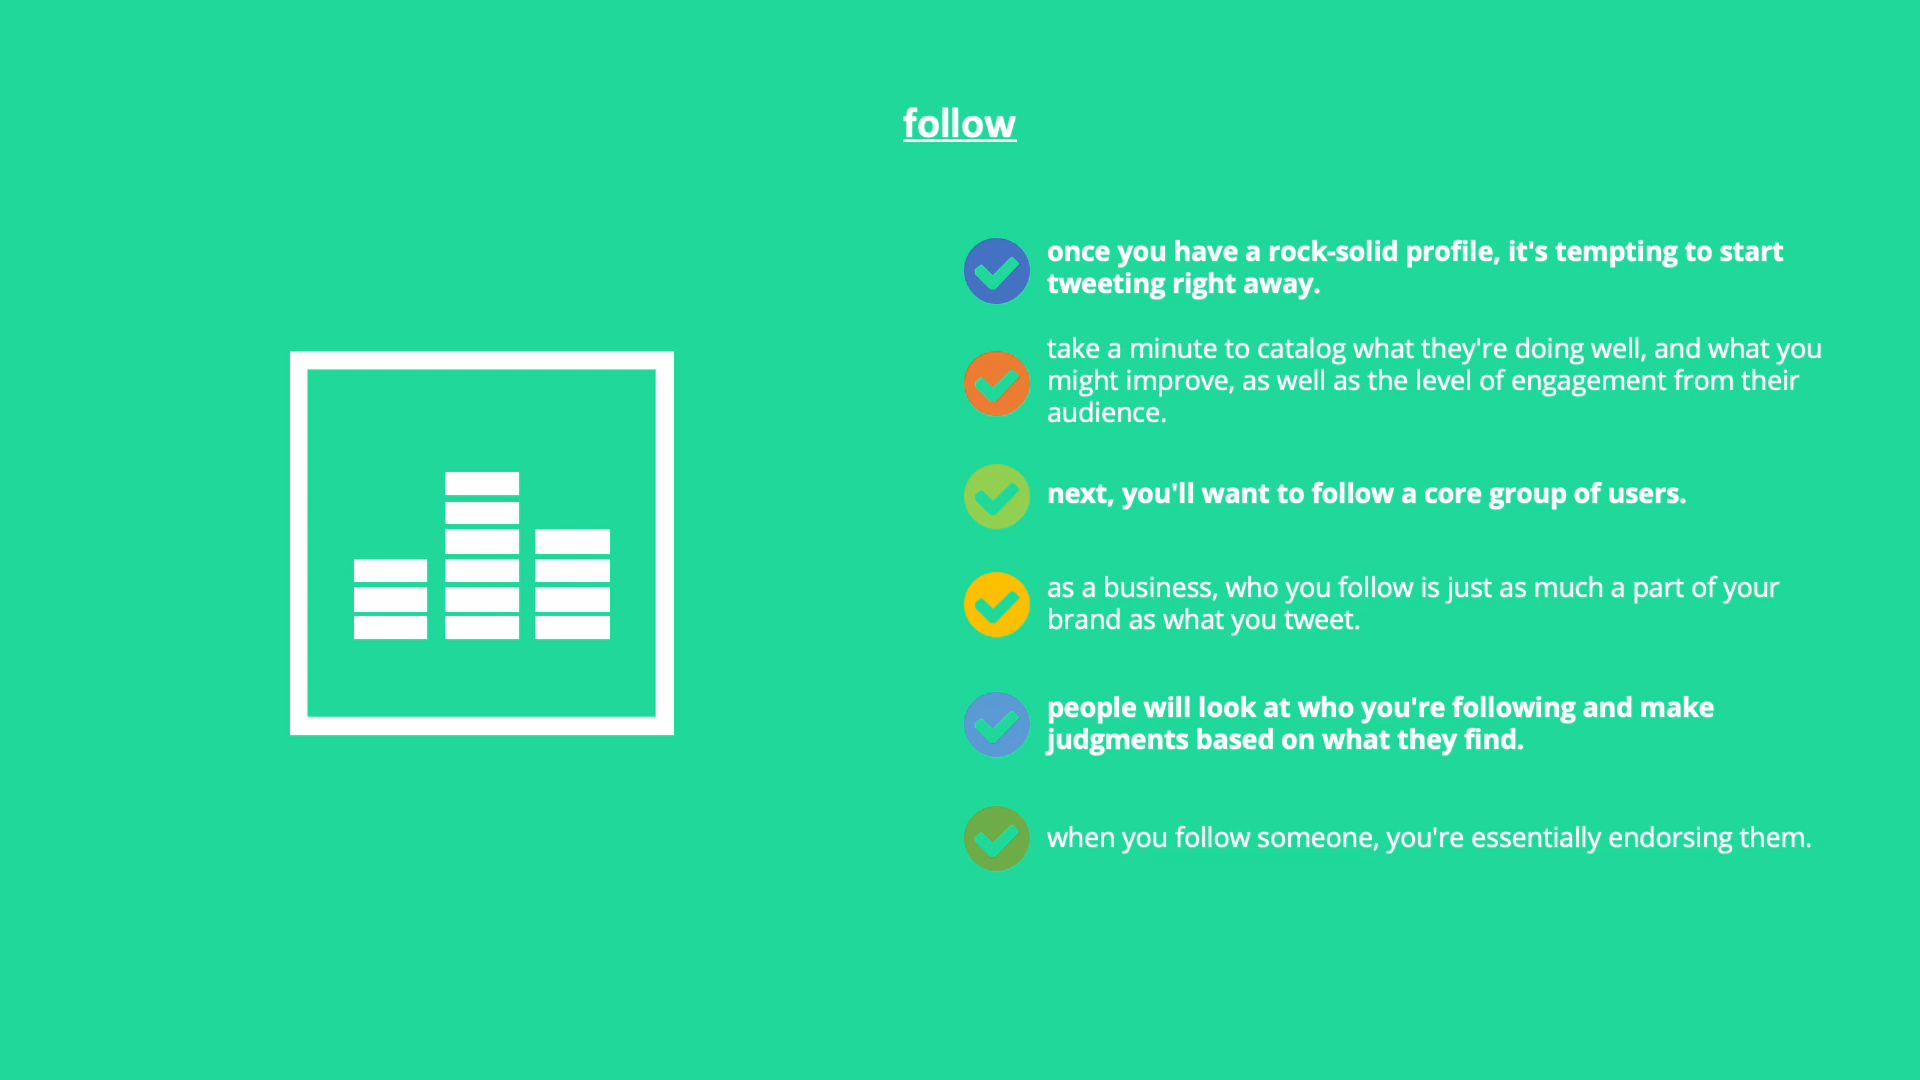 follow
once you have a rock-solid profile, it's tempting to start
tweeting right away.
take a minute to catalog what they're doing well, and what you
might improve, as well as the level of engagement from their
audience.
next, you'll want to follow a core group of users.
as a business, who you follow is just as much a part of your
brand as what you tweet.
people will look at who you're following and make
judgments based on what they find.
when you follow someone, you're essentially endorsing them.